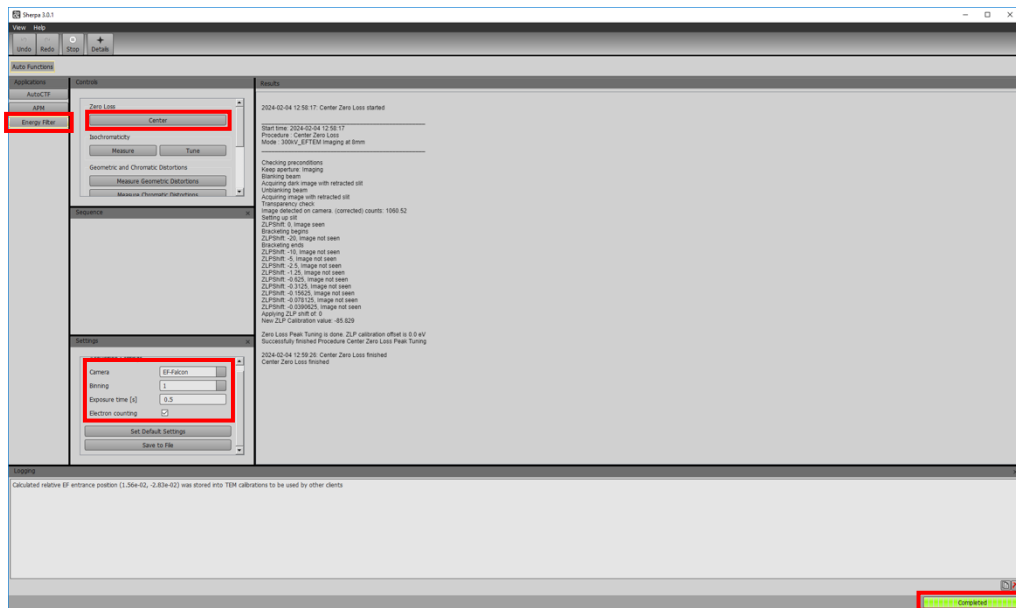 Sherpa 3.0.1
View Help
Undo Redo Stop Details
Auto Functions
Applications
AutoCTF
APM
Energy Filter
Controls
Zero Loss
Center
Isochromaticity
Measure Tune
Geometric and Chromatic Distortions
Measure Geometric Distortions
Measure Chromatic Distortions
Sequence
Settings
Camera EF-Falcon
Binning 1
Exposure time [s] 0.5
Electron counting
Set Default Settings
Save to File
Results
2024-02-04 12:58:17: Center Zero Loss started
Start time: 2024-02-04 12:58:17
Procedure : Center Zero Loss
Mode : 300kV_EFTEM Imaging at 8mm
Checking preconditions
Keep aperture: Imaging
Blanking beam
Acquiring dark image with retracted slit
Unblanking beam
Acquiring image with retracted slit
Transparency check
Image detected on camera. (corrected) counts: 1060.52
Setting up slit
ZLPShift: 0, Image seen
Bracketing begins
ZLPShift: -20, Image not seen
Bracketing ends
ZLPShift: -10, Image not seen
ZLPShift: -5, Image not seen
ZLPShift: -2.5, Image not seen
ZLPShift: -1.25, Image not seen
ZLPShift: -0.625, Image not seen
ZLPShift: -0.3125, Image not seen
ZLPShift: -0.15625, Image not seen
ZLPShift: -0.078125, Image not seen
ZLPShift: -0.0390625, Image not seen
Applying ZLP shift of: 0
New ZLP Calibration value: -85.829
Zero Loss Peak Tuning is done. ZLP calibration offset is 0.0 eV
Successfully finished Procedure Center Zero Loss Peak Tuning
2024-02-04 12:59:26: Center Zero Loss finished
Center Zero Loss finished
Logging
Calculated relative EF entrance position (1.56e-02, -2.83e-02) was stored into TEM calibrations to be used by other clients
Completed